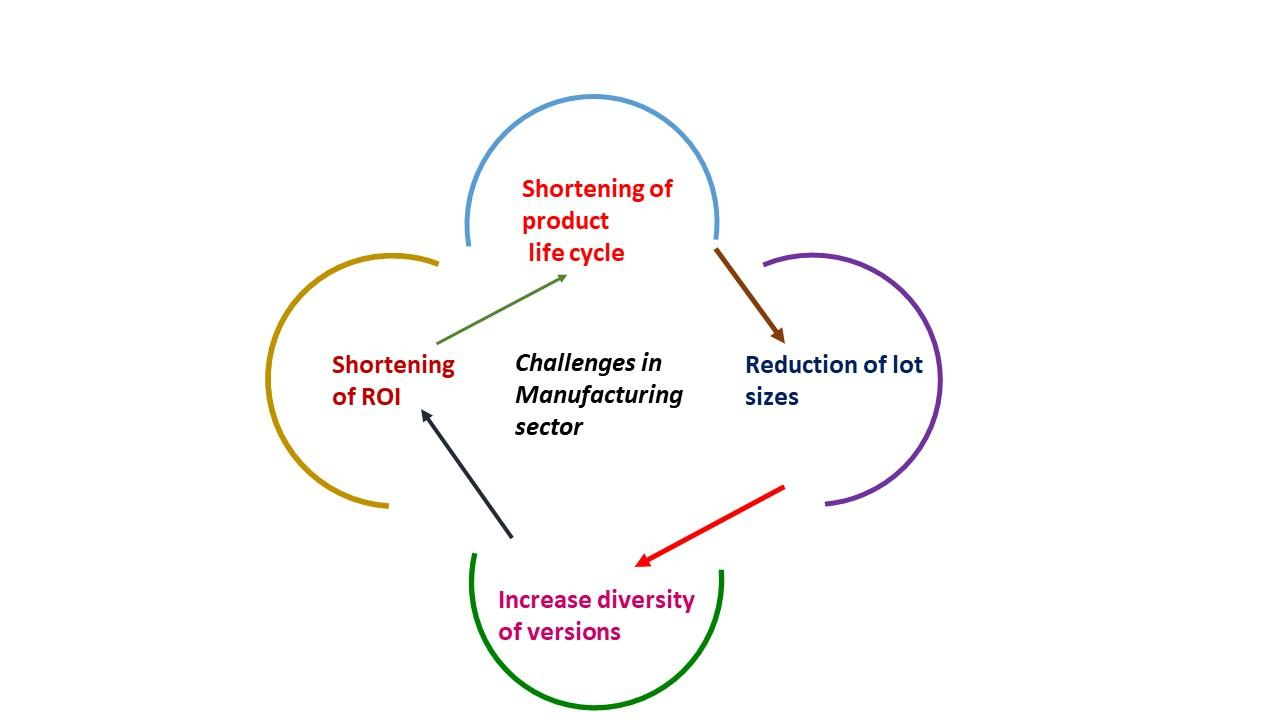 Shortening of
product
life cycle
Shortening
of ROI
Challenges in
Manufacturing
sector
Reduction of lot
sizes
Increase diversity
of versions